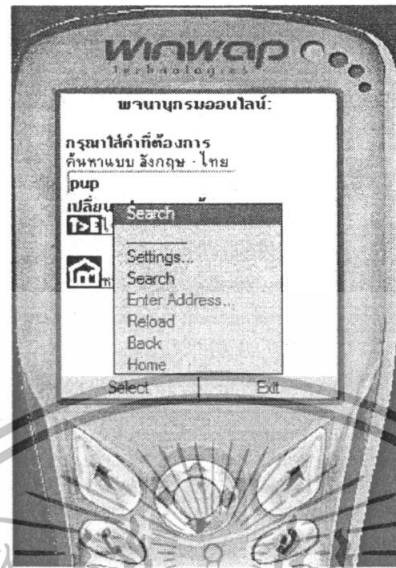 Winwap
Technologies
พจนานุกรมออนไลน์:
กรุณาใส่คำที่ต้องการ
ค้นหาแบบ อังกฤษ - ไทย
pup
Search
Settings...
Search
Enter Address...
Reload
Back
Home
T>E
Select
Exit